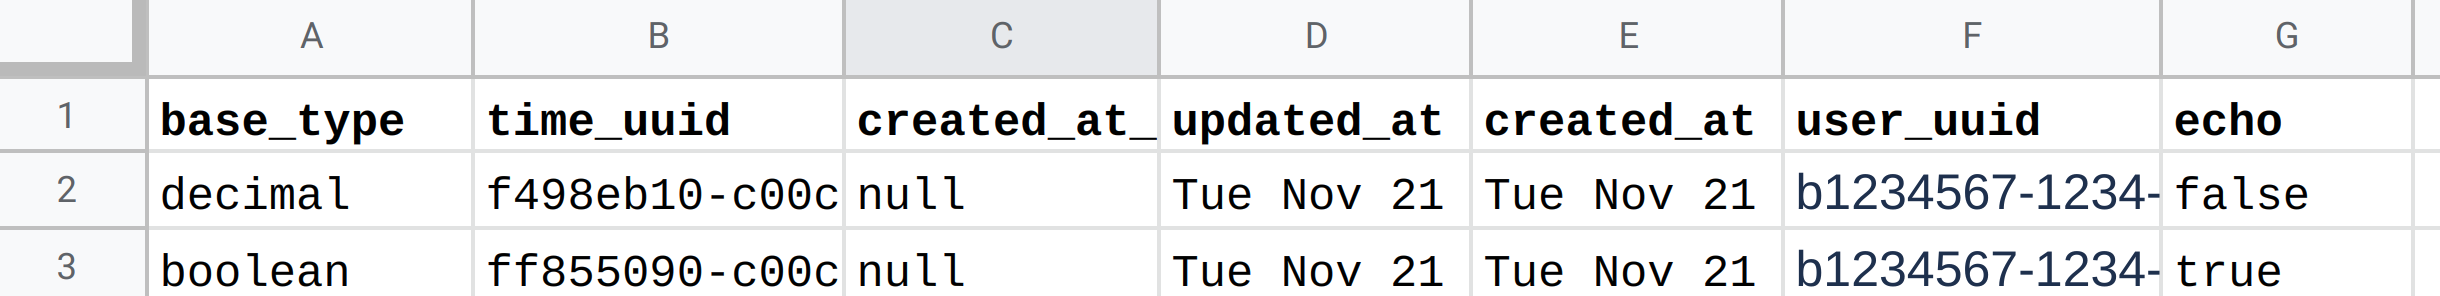 A B C D E F G
1 base_type time_uuid created_at_ updated_at created_at user_uuid echo
2 decimal f498eb10-c00c null Tue Nov 21 Tue Nov 21 b1234567-1234- false
3 boolean ff855090-c00c null Tue Nov 21 Tue Nov 21 b1234567-1234- true